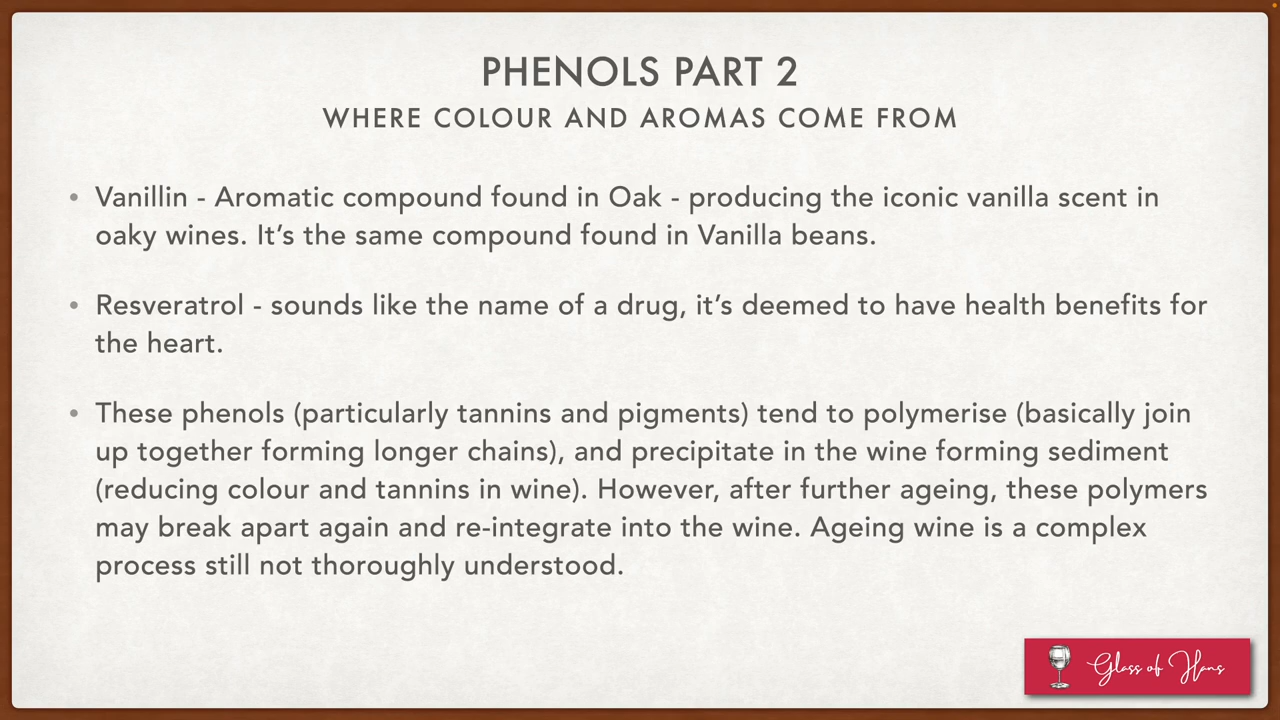 PHENOLS PART 2
WHERE COLOUR AND AROMAS COME FROM
• Vanillin - Aromatic compound found in Oak - producing the iconic vanilla scent in
oaky wines. It’s the same compound found in Vanilla beans.
• Resveratrol - sounds like the name of a drug, it’s deemed to have health benefits for
the heart.
• These phenols (particularly tannins and pigments) tend to polymerise (basically join
up together forming longer chains), and precipitate in the wine forming sediment
(reducing colour and tannins in wine). However, after further ageing, these polymers
may break apart again and re-integrate into the wine. Ageing wine is a complex
process still not thoroughly understood.
Glass of Hans